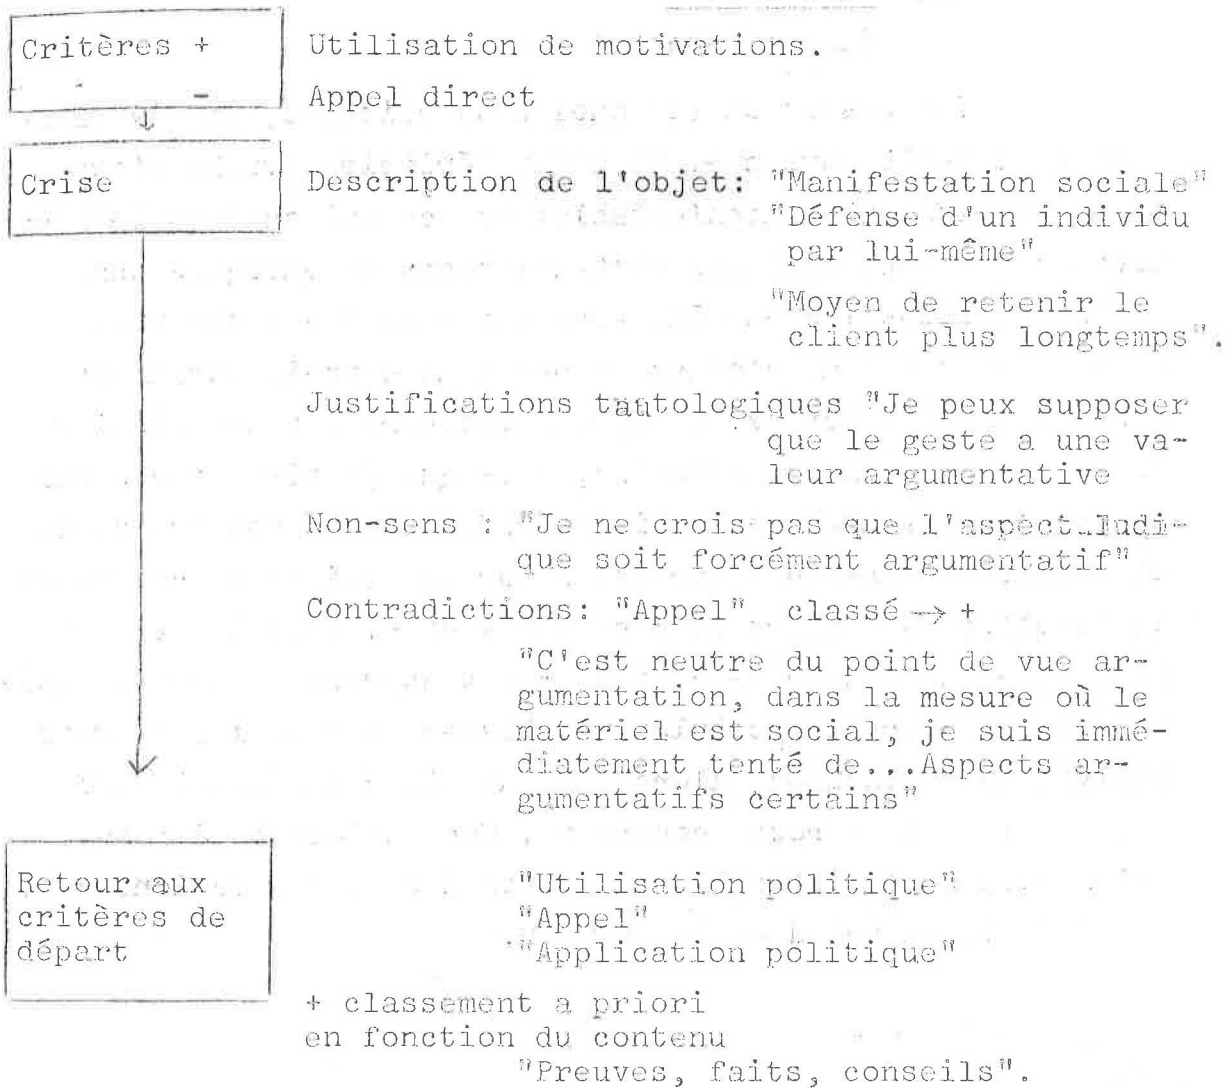 Critères + Utilisation de motivations.
- Appel direct
Crise Description de l'objet: "Manifestation sociale"
"Défense d'un individu
par lui-même"
"Moyen de retenir le
client plus longtemps".
Justifications tautologiques "Je peux supposer
que le geste a une va-
leur argumentative
Non-sens : "Je ne crois pas que l'aspect ludi-
que soit forcément argumentatif"
Contradictions: "Appel" classé → +
"C'est neutre du point de vue ar-
gumentation, dans la mesure où le
matériel est social, je suis immé-
diatement tenté de...Aspects ar-
gumentatifs certains"
Retour aux
critères de
départ
"Utilisation politique"
"Appel"
"Application politique"
+ classement a priori
en fonction du contenu
"Preuves, faits, conseils".